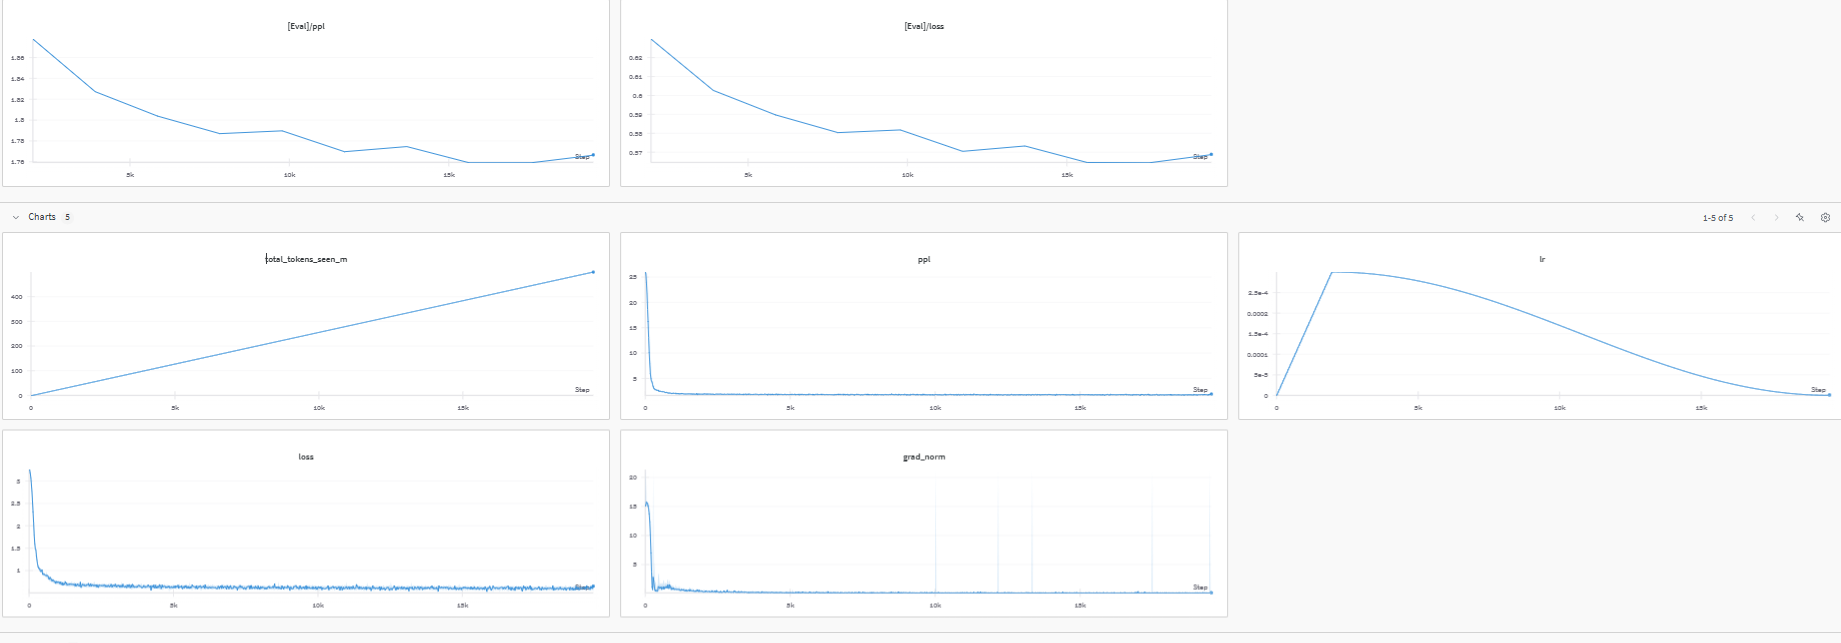 [Eval]/ppl
1.86
1.84
1.82
1.8
1.78
1.76
5k
10k
15k
Step
[Eval]/loss
0.62
0.61
0.6
0.59
0.58
0.57
5k
10k
15k
Step
Charts 5
1-5 of 5
total_tokens_seen_m
400
300
200
100
0
0
5k
10k
15k
Step
ppl
25
20
15
10
5
0
5k
10k
15k
Step
lr
2.5e-4
0.0002
1.5e-4
0.0001
5e-5
0
0
5k
10k
15k
Step
loss
3
2.5
2
1.5
1
0
5k
10k
15k
Step
grad_norm
20
15
10
5
0
5k
10k
15k
Step